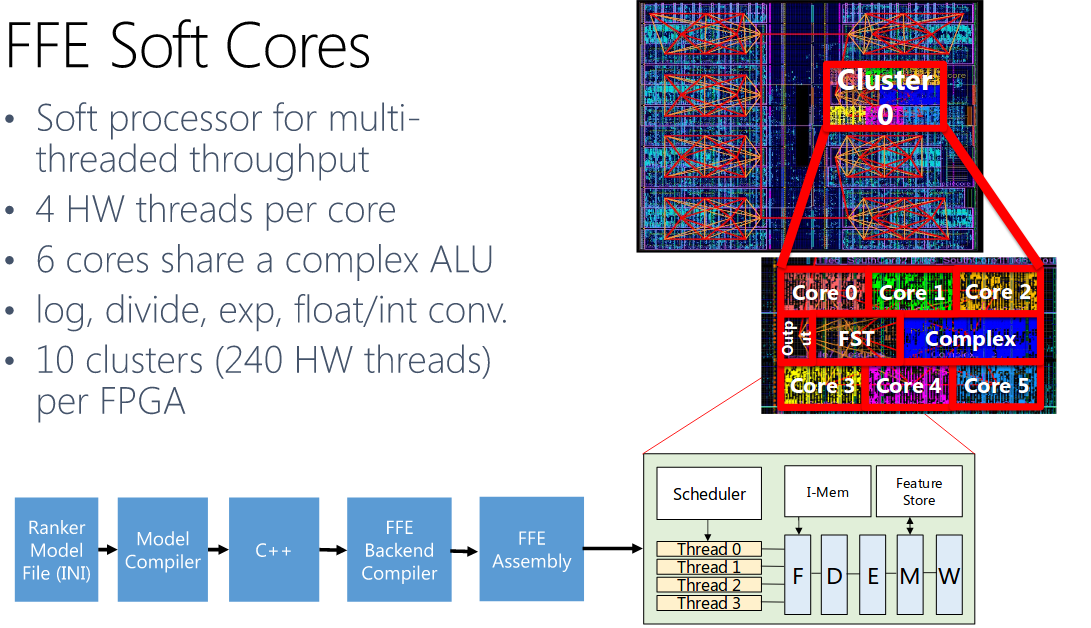 FFE Soft Cores
• Soft processor for multi-
threaded throughput
• 4 HW threads per core
• 6 cores share a complex ALU
• log, divide, exp, float/int conv.
• 10 clusters (240 HW threads)
per FPGA
Cluster
0
Core 0
Core 1
Core 2
Outp
ut
FST
Complex
Core 3
Core 4
Core 5
Ranker
Model
File (INI)
Model
Compiler
C++
FFE
Backend
Compiler
FFE
Assembly
Scheduler
I-Mem
Feature
Store
Thread 0
Thread 1
Thread 2
Thread 3
F
D
E
M
W